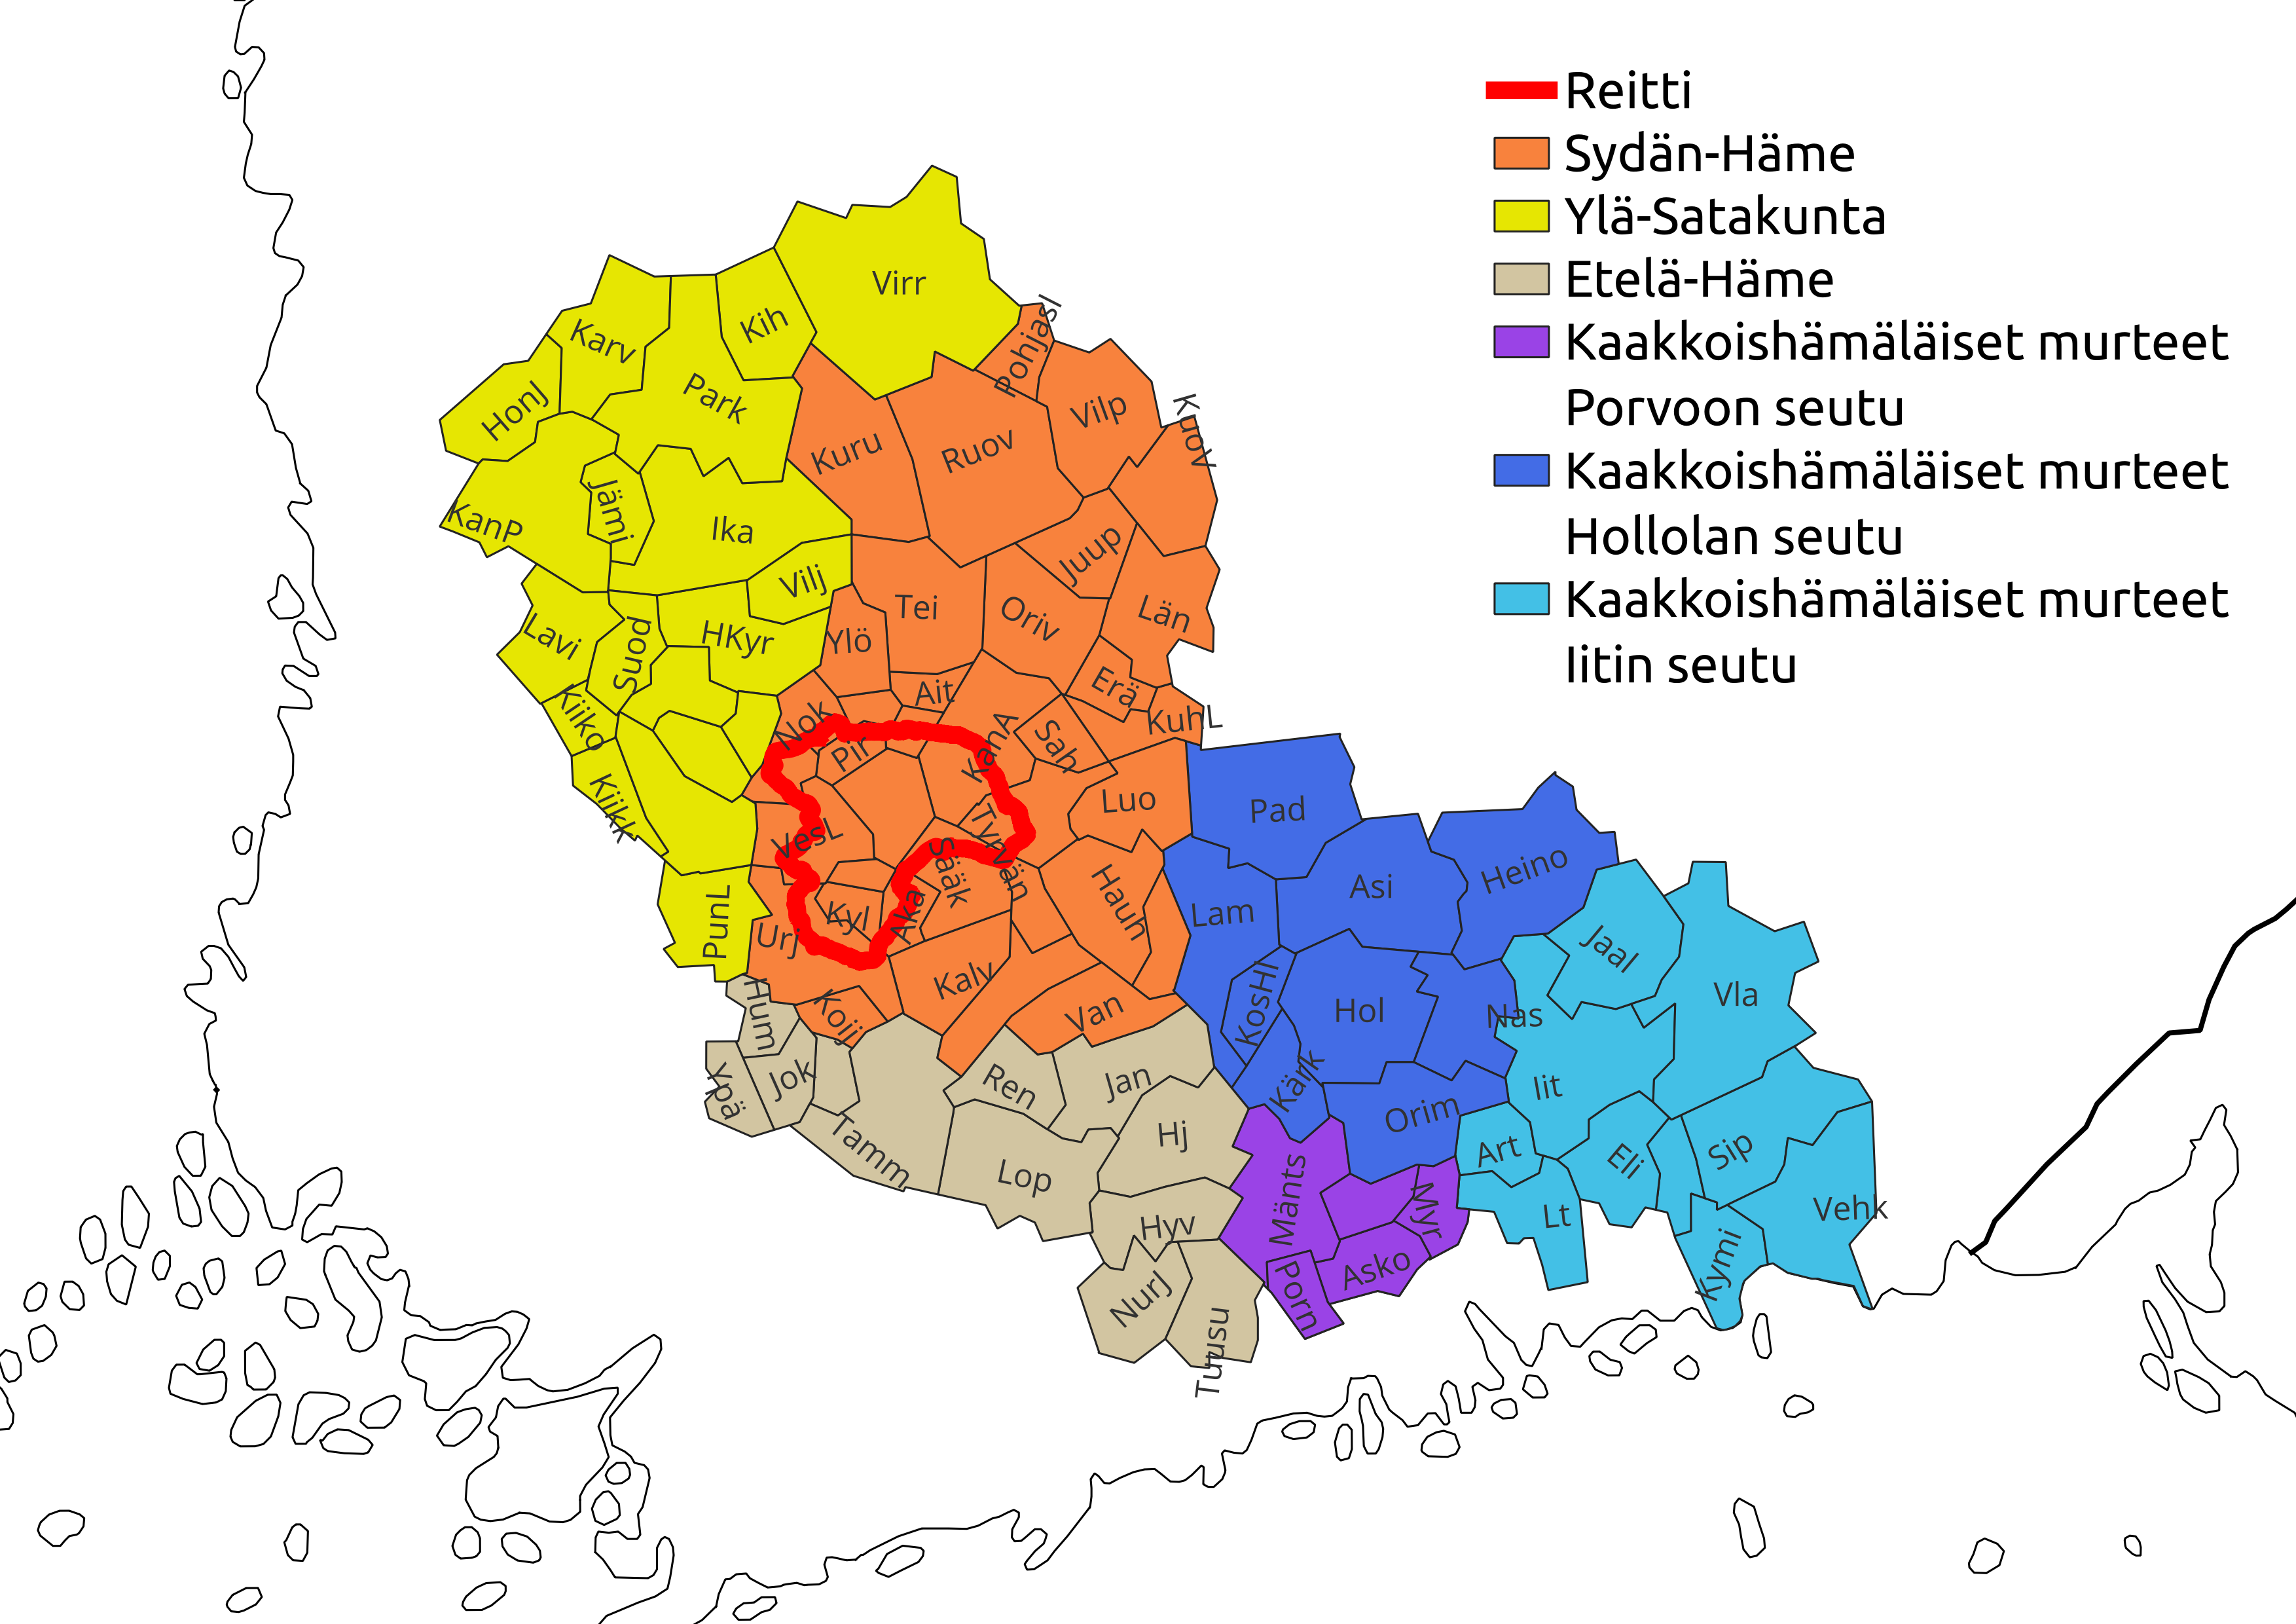 Reitti
Sydän-Häme
Ylä-Satakunta
Etelä-Häme
Kaakkoishämäläiset murteet
Porvoon seutu
Kaakkoishämäläiset murteet
Hollolan seutu
Kaakkoishämäläiset murteet
Iitin seutu
Virr
Kih
Karv
Park
HonJ
KanP
Jämi
Ika
Vilj
Lavi
Suod
HKyr
Kiiko
Kiikk
PunL
Pohjasl
Vilp
KuoV
Kuru
Ruov
Juup
Tei
Oriv
Län
Ylö
Ait
Erä
KuhL
Nok
Pir
KanA
Sah
Luo
VesL
Tyrvän
Sääk
Hauh
Kyl
Aka
Urj
Kalv
Koij
Van
Hum
Ypä
Jok
Tamm
Ren
Jan
Lop
Hj
Hyv
NurJ
Tuusu
Pad
Asi
Heino
Lam
KosHl
Hol
Nas
Kärk
Orim
Mänts
Myr
Asko
Porn
Jaal
Vla
Iit
Art
Eli
Sip
Lt
Vehk
Kymi